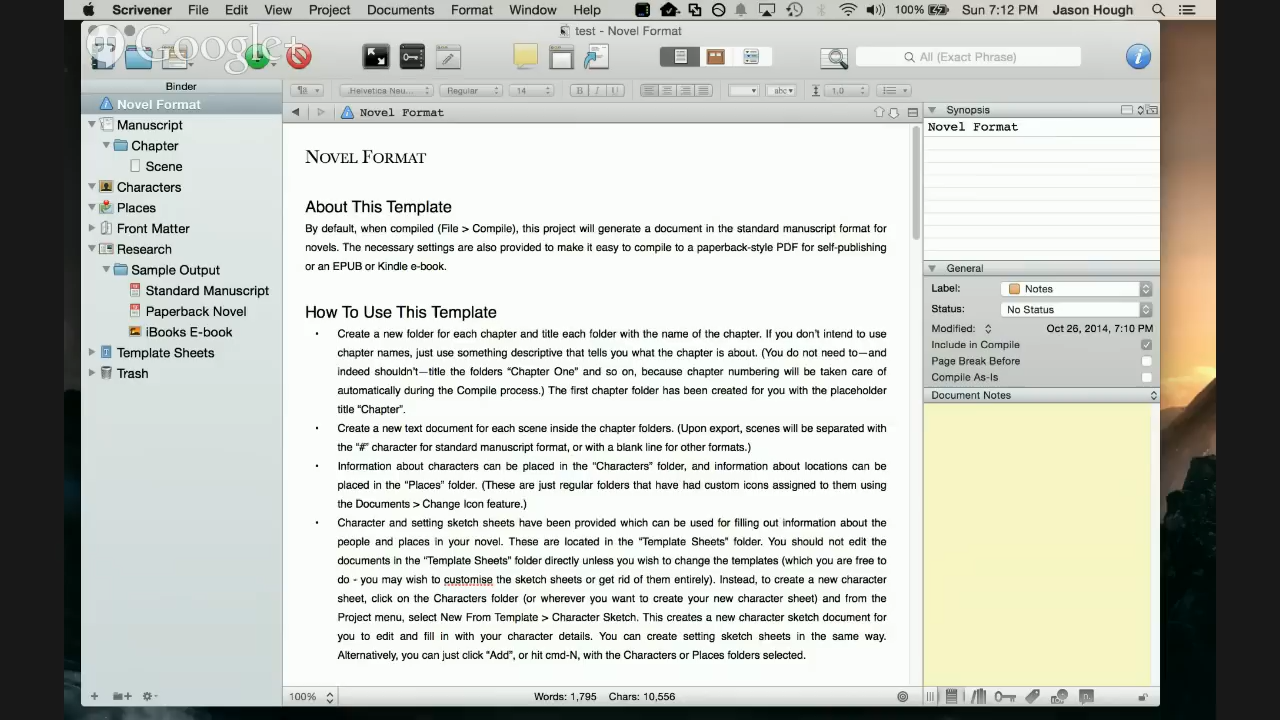 Scrivener File Edit View Project Documents Format Window Help 100% Sun 7:12 PM Jason Hough
Google+
test - Novel Format
All (Exact Phrase)
Binder
Helvetica Neu... Regular 14 B I U abc 1.0
Novel Format
Manuscript
Chapter
Scene
Characters
Places
Front Matter
Research
Sample Output
Standard Manuscript
Paperback Novel
iBooks E-book
Template Sheets
Trash
Novel Format
NOVEL FORMAT
About This Template
By default, when compiled (File > Compile), this project will generate a document in the standard manuscript format for
novels. The necessary settings are also provided to make it easy to compile to a paperback-style PDF for self-publishing
or an EPUB or Kindle e-book.
How To Use This Template
• Create a new folder for each chapter and title each folder with the name of the chapter. If you don't intend to use
chapter names, just use something descriptive that tells you what the chapter is about. (You do not need to—and
indeed shouldn't—title the folders "Chapter One" and so on, because chapter numbering will be taken care of
automatically during the Compile process.) The first chapter folder has been created for you with the placeholder
title "Chapter".
• Create a new text document for each scene inside the chapter folders. (Upon export, scenes will be separated with
the "#" character for standard manuscript format, or with a blank line for other formats.)
• Information about characters can be placed in the "Characters" folder, and information about locations can be
placed in the "Places" folder. (These are just regular folders that have had custom icons assigned to them using
the Documents > Change Icon feature.)
• Character and setting sketch sheets have been provided which can be used for filling out information about the
people and places in your novel. These are located in the "Template Sheets" folder. You should not edit the
documents in the "Template Sheets" folder directly unless you wish to change the templates (which you are free to
do - you may wish to customise the sketch sheets or get rid of them entirely). Instead, to create a new character
sheet, click on the Characters folder (or wherever you want to create your new character sheet) and from the
Project menu, select New From Template > Character Sketch. This creates a new character sketch document for
you to edit and fill in with your character details. You can create setting sketch sheets in the same way.
Alternatively, you can just click "Add", or hit cmd-N, with the Characters or Places folders selected.
100%
Words: 1,795 Chars: 10,556
Synopsis
Novel Format
General
Label: Notes
Status: No Status
Modified: Oct 26, 2014, 7:10 PM
Include in Compile
Page Break Before
Compile As-Is
Document Notes